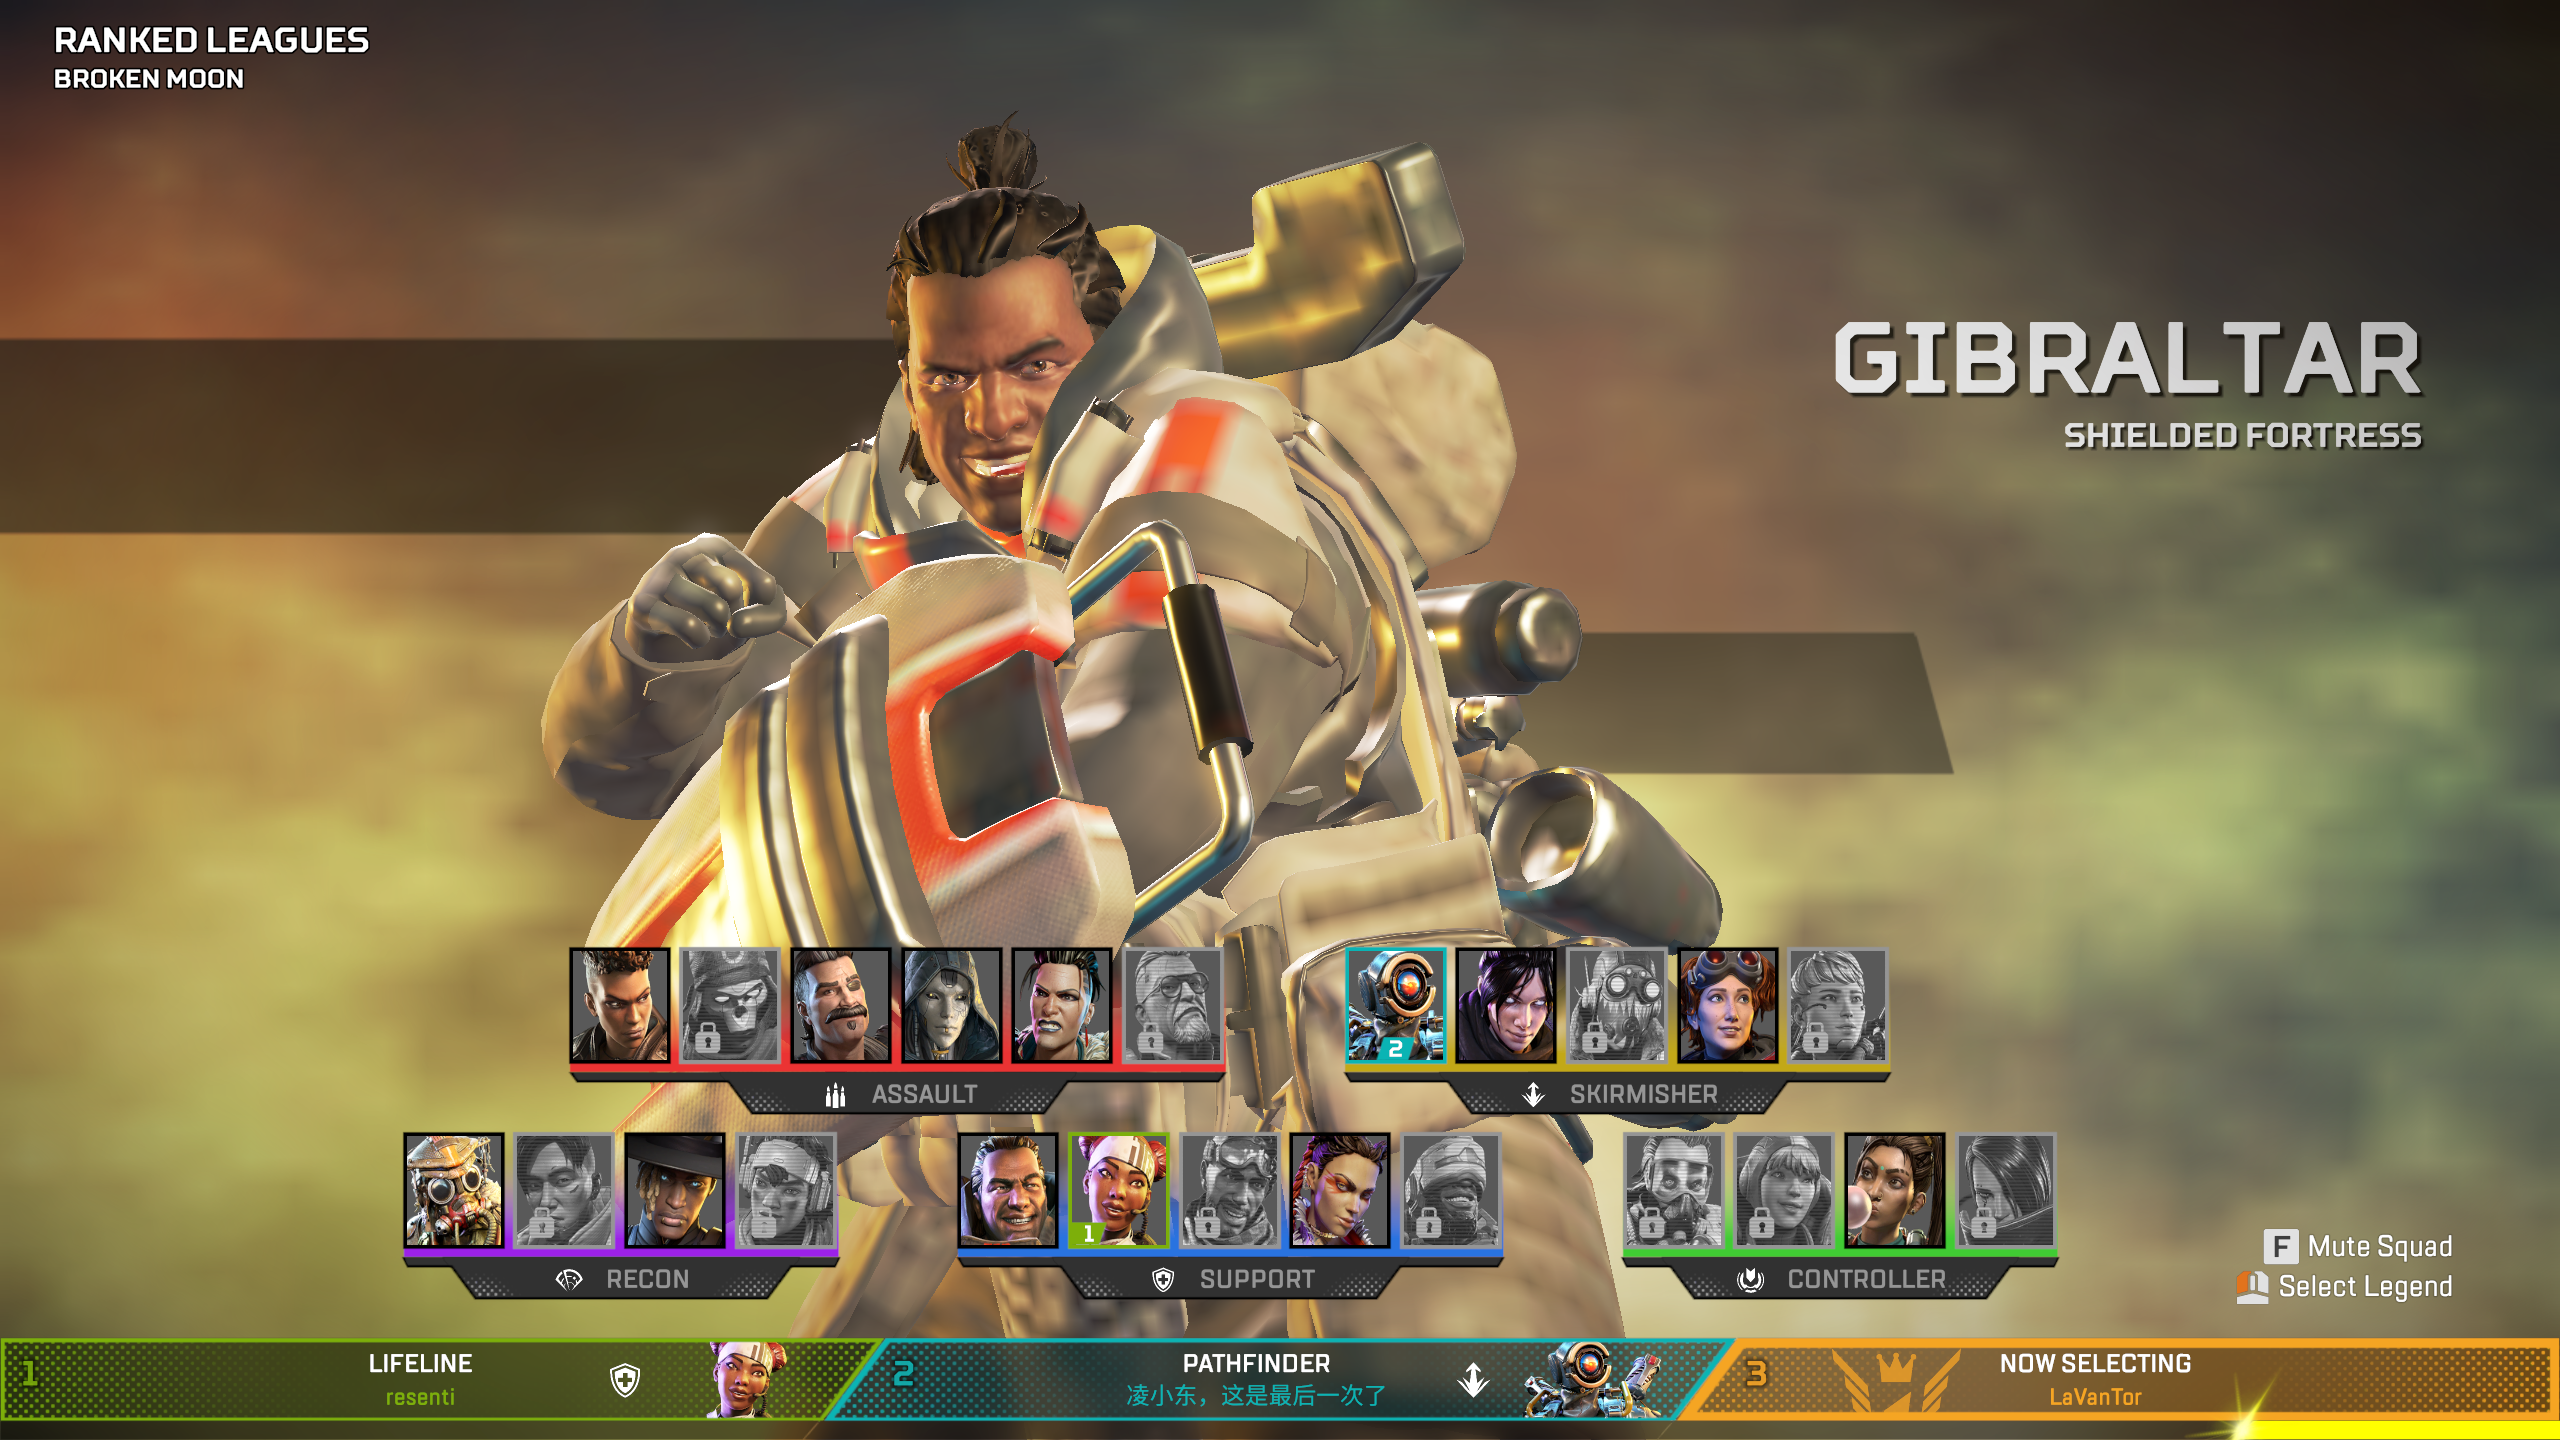 RANKED LEAGUES
BROKEN MOON
GIBRALTAR
SHIELDED FORTRESS
2
ASSAULT
SKIRMISHER
1
RECON
SUPPORT
CONTROLLER
F Mute Squad
Select Legend
1
LIFELINE
resenti
2
PATHFINDER
凌小东，这是最后一次了
3
NOW SELECTING
LaVanTor